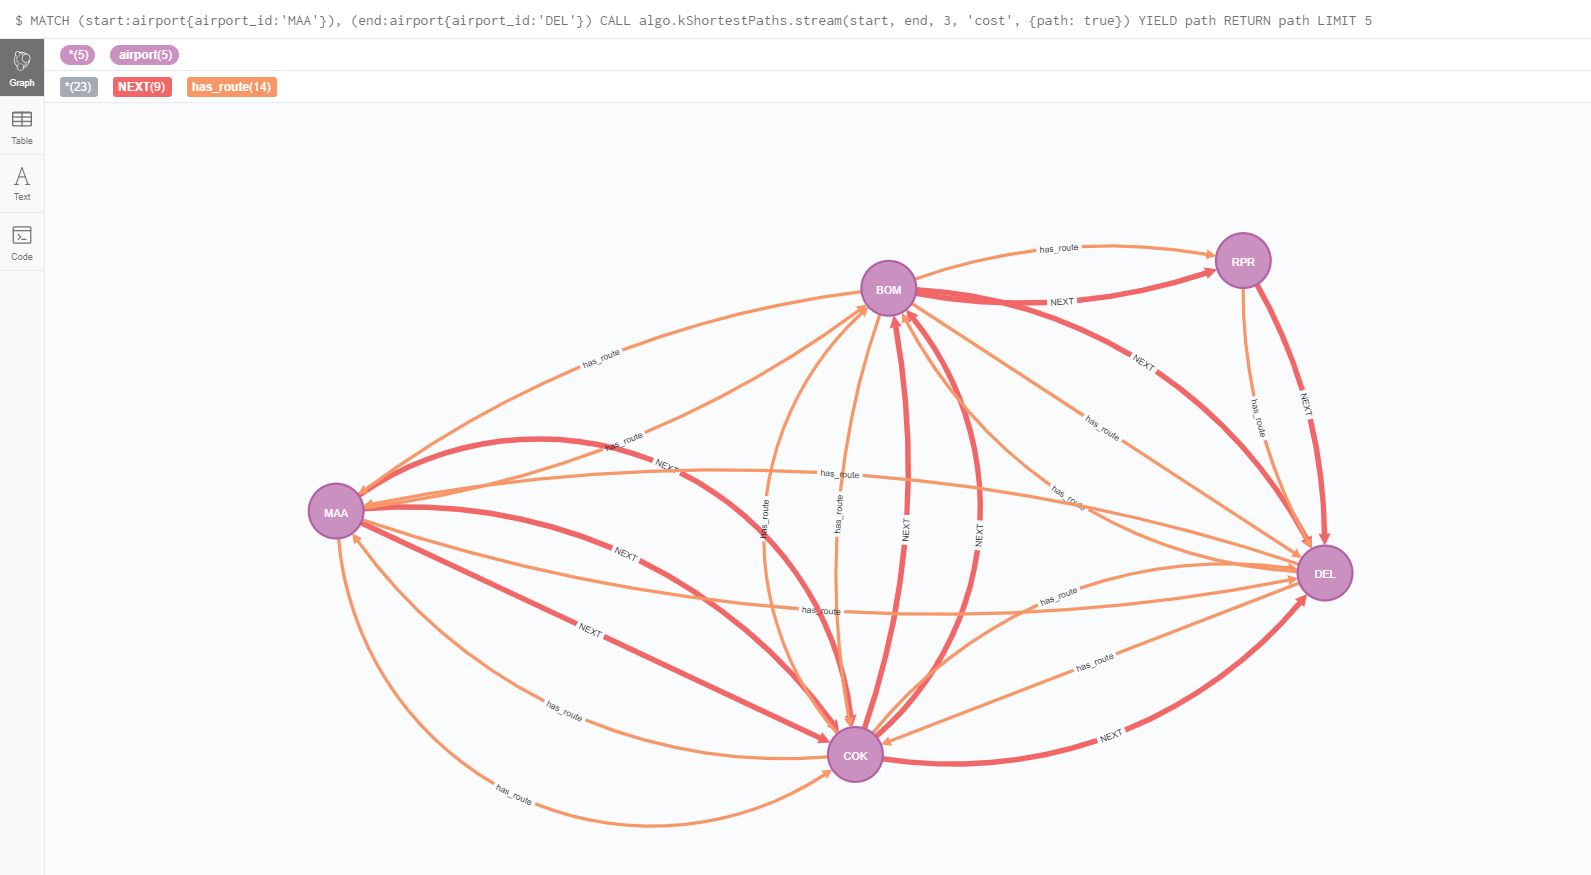 $ MATCH (start:airport{airport_id:'MAA'}), (end:airport{airport_id:'DEL'}) CALL algo.kShortestPaths.stream(start, end, 3, 'cost', {path: true}) YIELD path RETURN path LIMIT 5
*(5) airport(5)
Graph
*(23) NEXT(9) has_route(14)
Table
Text
Code
has_route
RPR
BOM
NEXT
has_route
NEXT
NEXT
has_route
has_route
has_route
NEXT
has_route
has_route
MAA
has_route
has_route
NEXT
NEXT
NEXT
DEL
has_route
has_route
NEXT
has_route
has_route
NEXT
COK
has_route